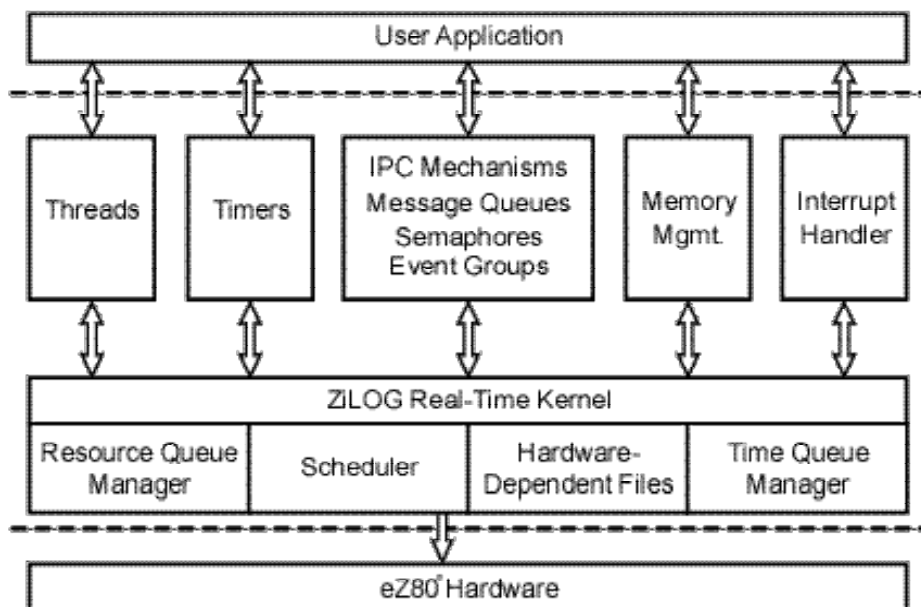 User Application
Threads
Timers
IPC Mechanisms
Message Queues
Semaphores
Event Groups
Memory
Mgmt.
Interrupt
Handler
ZiLOG Real-Time Kernel
Resource Queue
Manager
Scheduler
Hardware-
Dependent Files
Time Queue
Manager
eZ80® Hardware